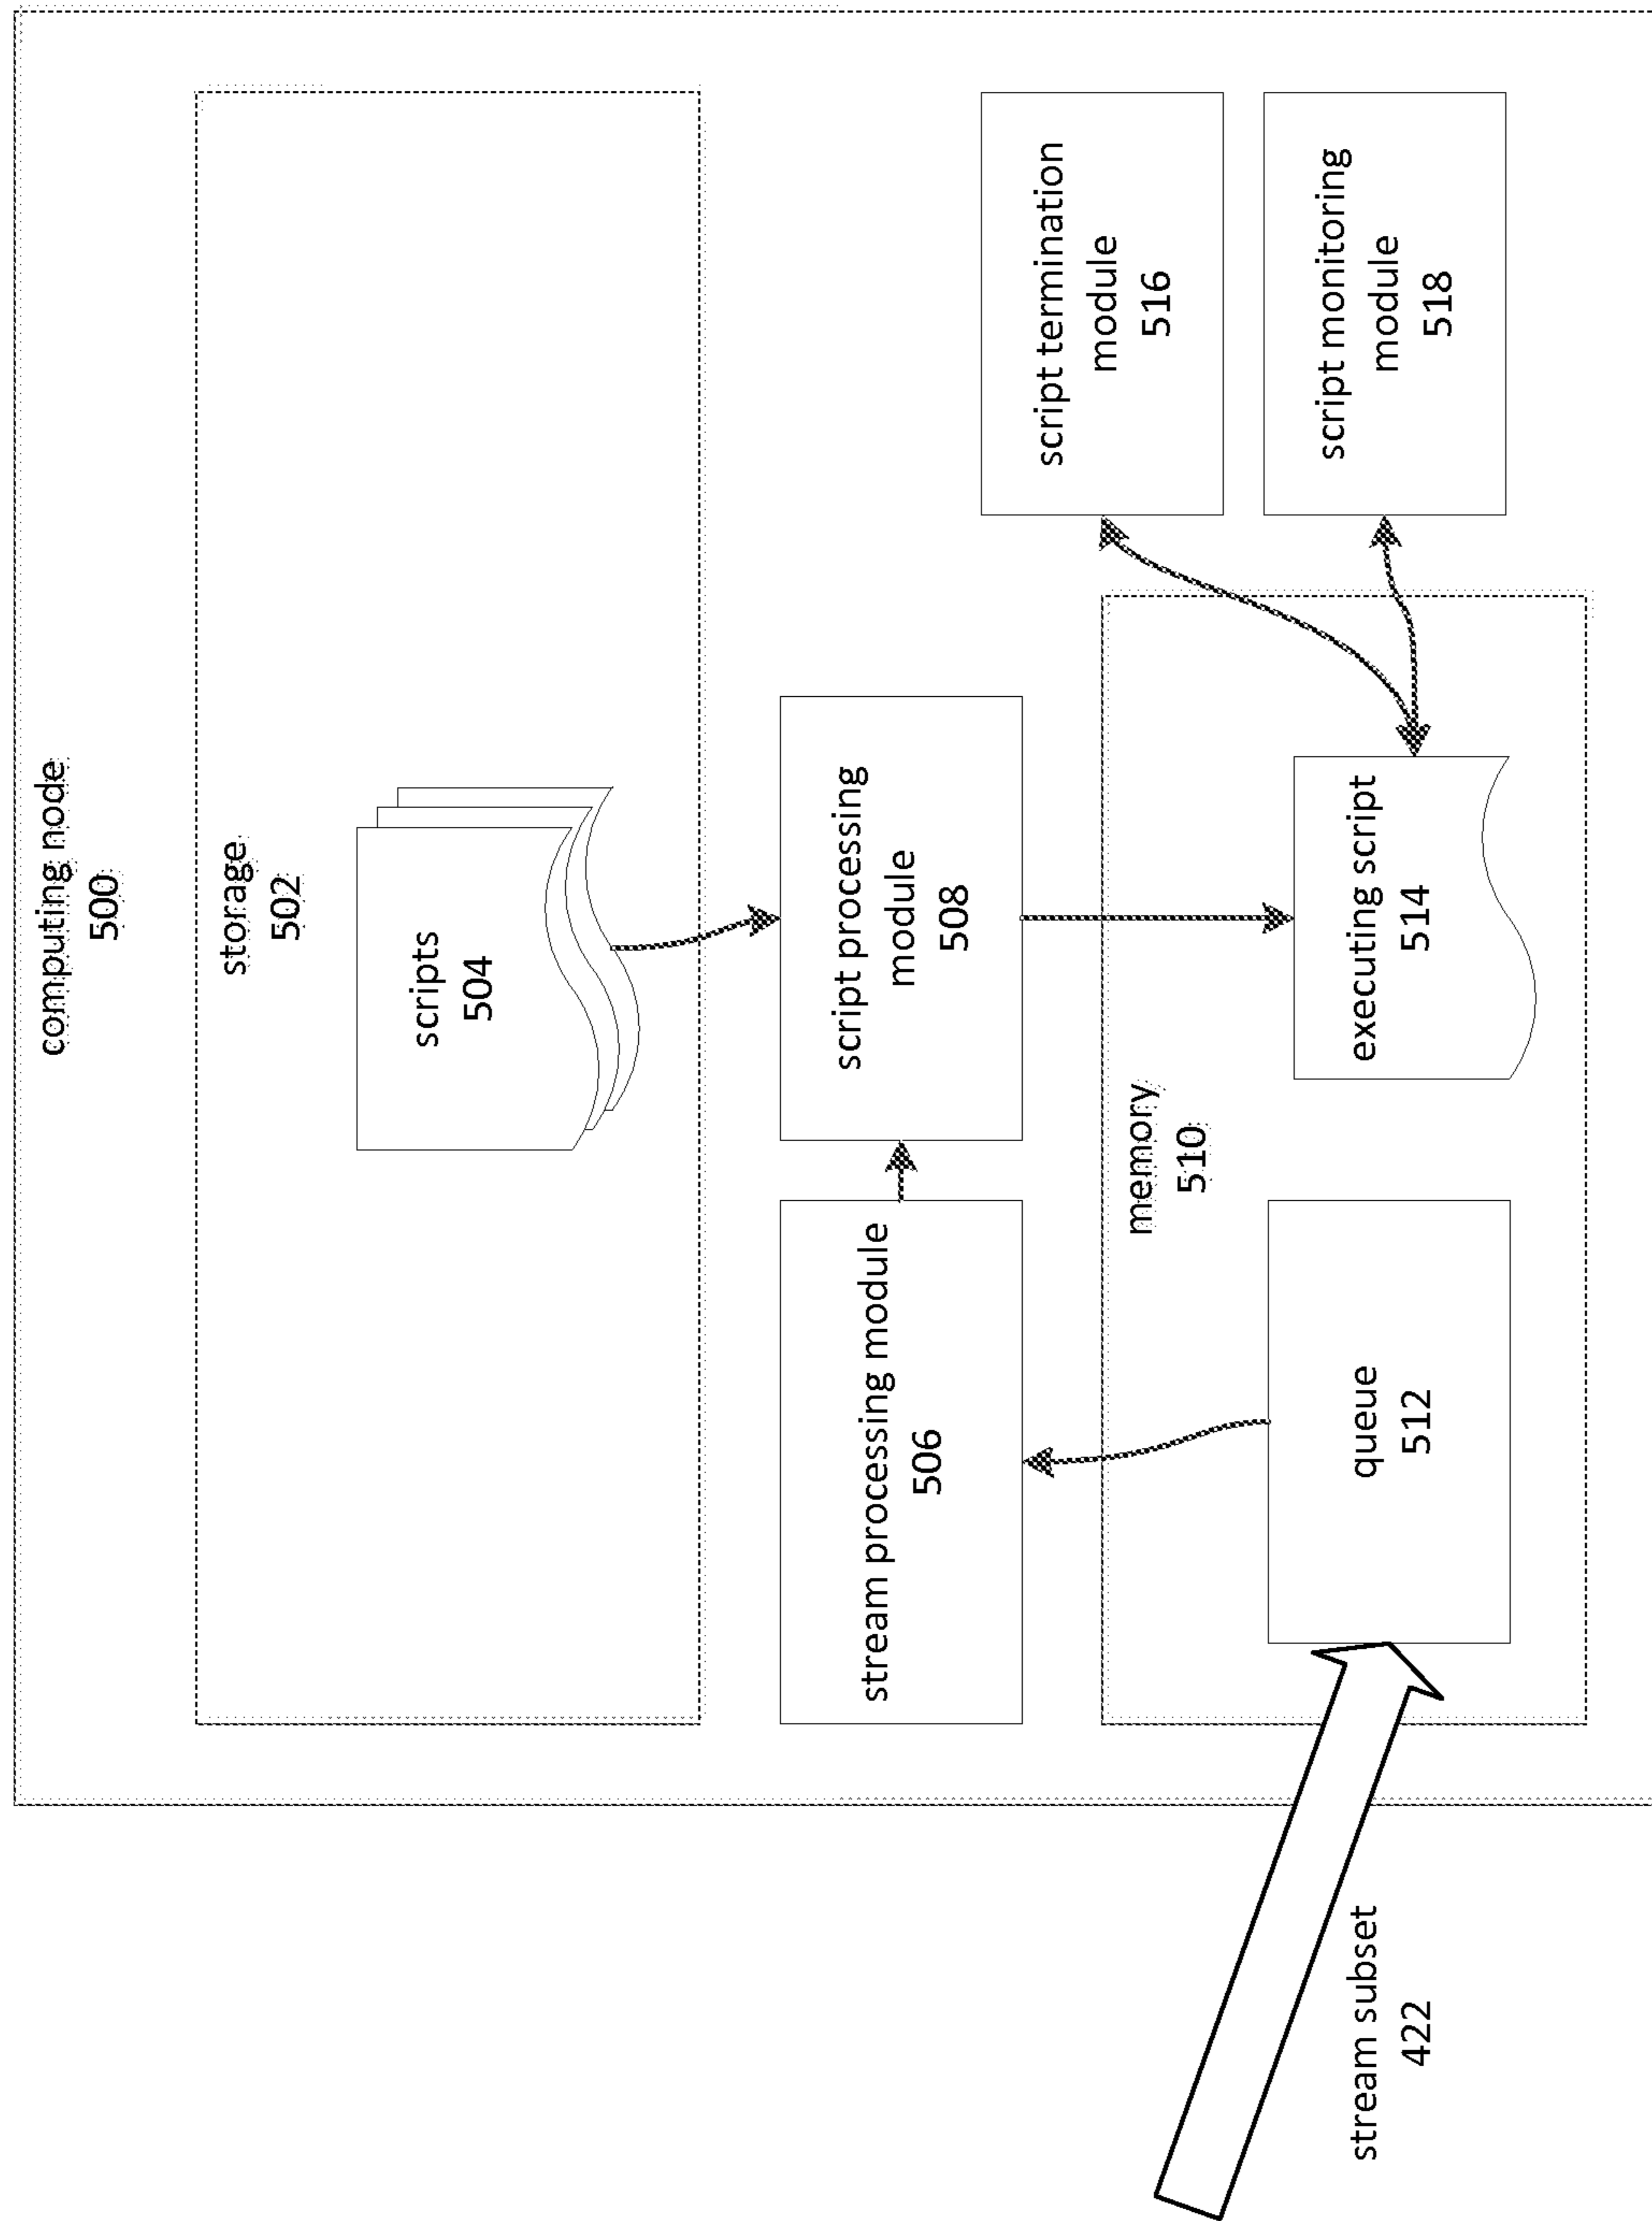 computing node
500
storage
502
scripts
504
stream processing module
506
script processing
module
508
script termination
module
516
memory
510
script monitoring
module
518
queue
512
executing script
514
stream subset
422